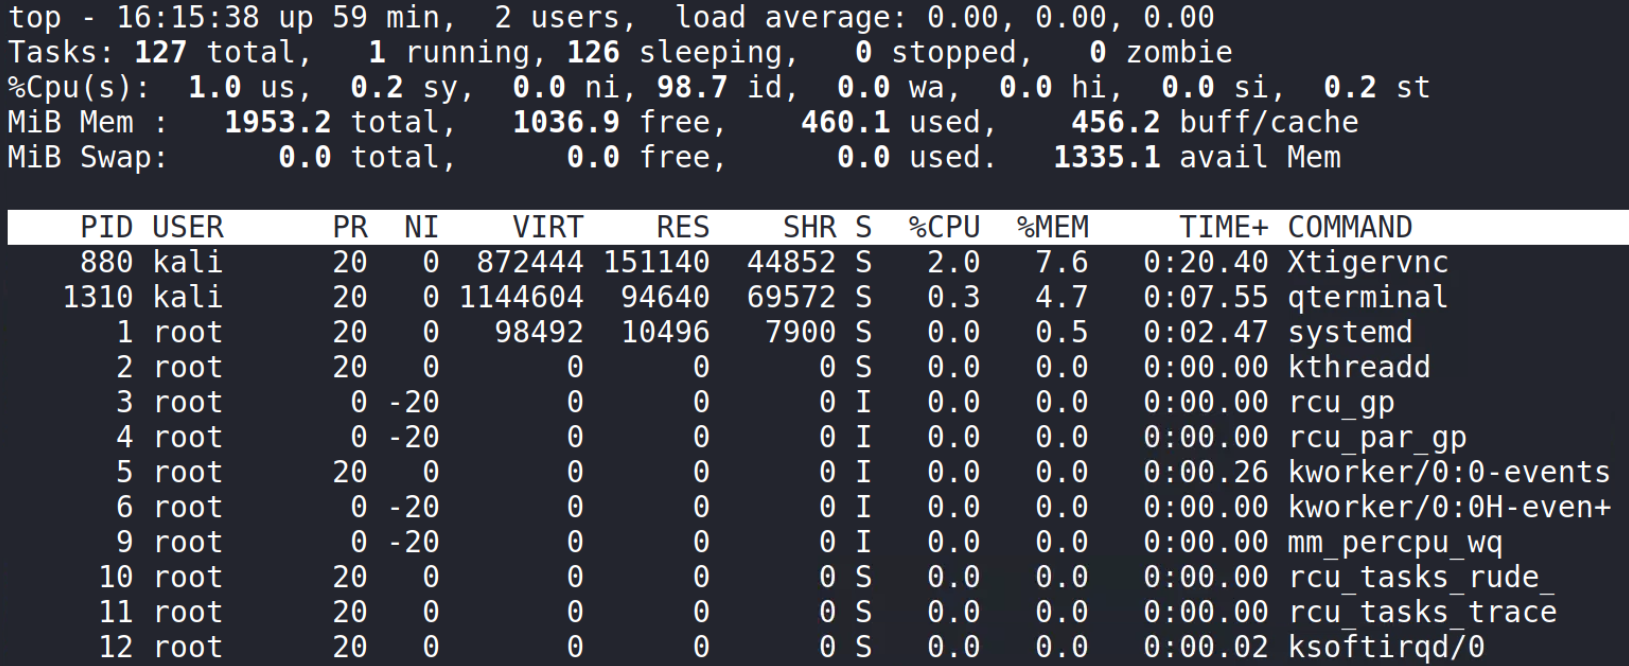 top - 16:15:38 up 59 min,  2 users,  load average: 0.00, 0.00, 0.00
Tasks: 127 total,   1 running, 126 sleeping,   0 stopped,   0 zombie
%Cpu(s):  1.0 us,  0.2 sy,  0.0 ni, 98.7 id,  0.0 wa,  0.0 hi,  0.0 si,  0.2 st
MiB Mem :   1953.2 total,   1036.9 free,    460.1 used,    456.2 buff/cache
MiB Swap:      0.0 total,      0.0 free,      0.0 used.   1335.1 avail Mem
    PID USER      PR  NI    VIRT    RES    SHR S  %CPU  %MEM     TIME+ COMMAND
    880 kali      20   0  872444 151140  44852 S   2.0   7.6   0:20.40 Xtigervnc
   1310 kali      20   0 1144604  94640  69572 S   0.3   4.7   0:07.55 qterminal
      1 root      20   0   98492  10496   7900 S   0.0   0.5   0:02.47 systemd
      2 root      20   0       0      0      0 S   0.0   0.0   0:00.00 kthreadd
      3 root       0 -20       0      0      0 I   0.0   0.0   0:00.00 rcu_gp
      4 root       0 -20       0      0      0 I   0.0   0.0   0:00.00 rcu_par_gp
      5 root      20   0       0      0      0 I   0.0   0.0   0:00.26 kworker/0:0-events
      6 root       0 -20       0      0      0 I   0.0   0.0   0:00.00 kworker/0:0H-even+
      9 root       0 -20       0      0      0 I   0.0   0.0   0:00.00 mm_percpu_wq
     10 root      20   0       0      0      0 S   0.0   0.0   0:00.00 rcu_tasks_rude_
     11 root      20   0       0      0      0 S   0.0   0.0   0:00.00 rcu_tasks_trace
     12 root      20   0       0      0      0 S   0.0   0.0   0:00.02 ksoftirqd/0